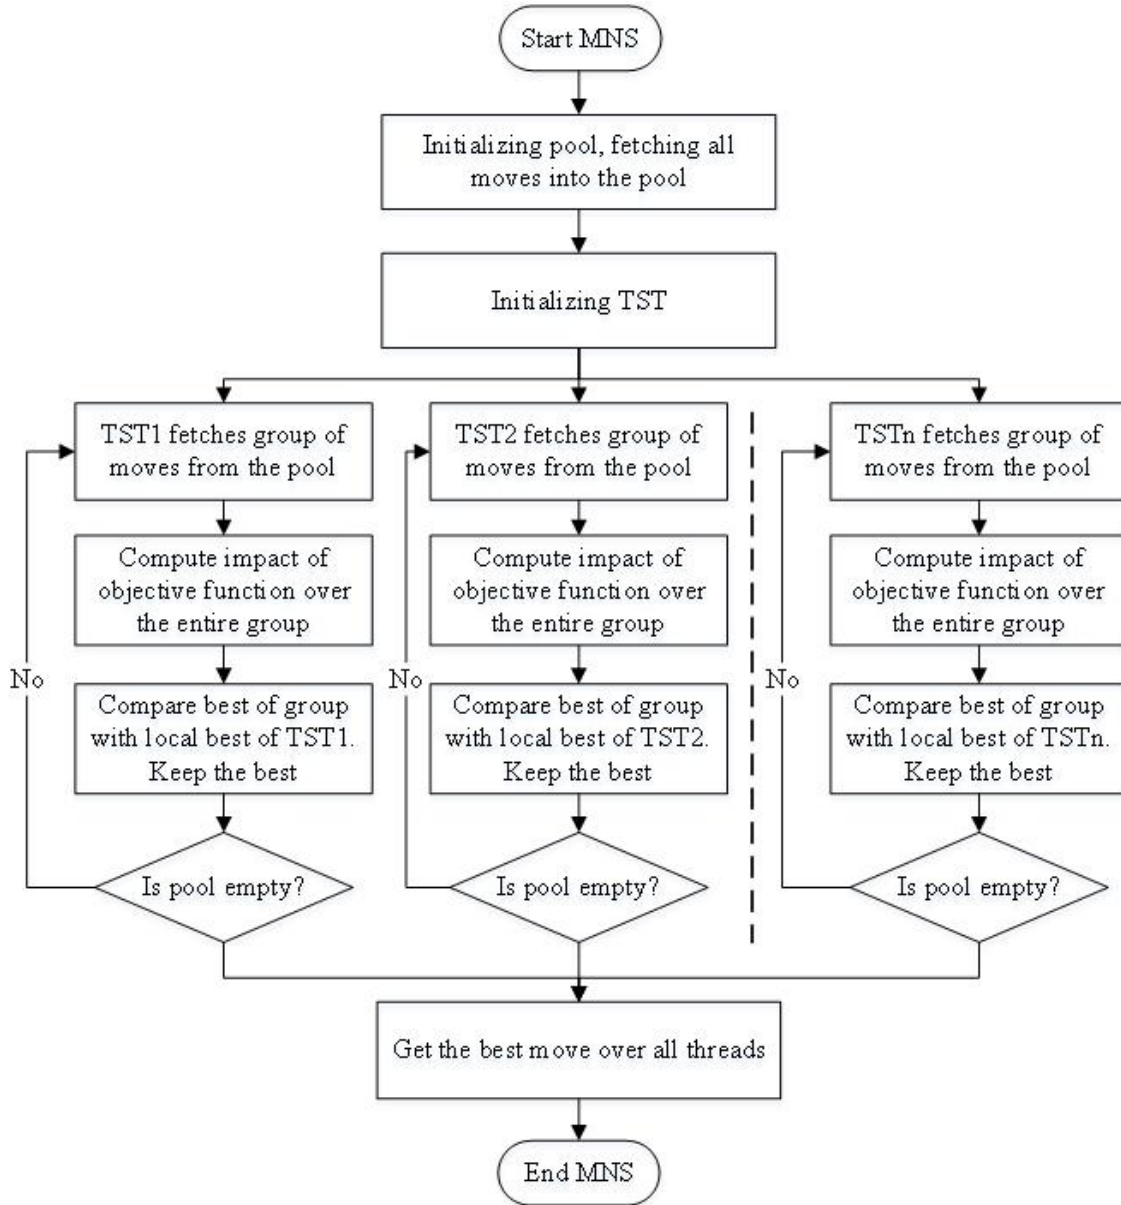 Start MNS
Initializing pool, fetching all
moves into the pool
Initializing TST
TST1 fetches group of
moves from the pool
TST2 fetches group of
moves from the pool
TSTn fetches group of
moves from the pool
Compute impact of
objective function over
the entire group
Compute impact of
objective function over
the entire group
Compute impact of
objective function over
the entire group
No
No
No
Compare best of group
with local best of TST1.
Keep the best
Compare best of group
with local best of TST2.
Keep the best
Compare best of group
with local best of TSTn.
Keep the best
Is pool empty?
Is pool empty?
Is pool empty?
Get the best move over all threads
End MNS